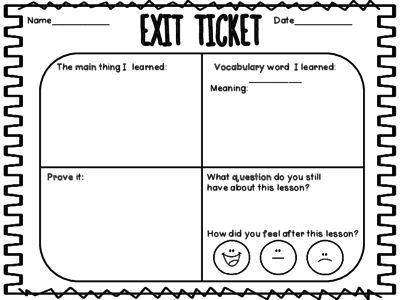 Name___________ EXIT TICKET Date___________
The main thing I learned:
Vocabulary word I learned:
___________
Meaning:
Prove it:
What question do you still
have about this lesson?
How did you feel after this lesson?